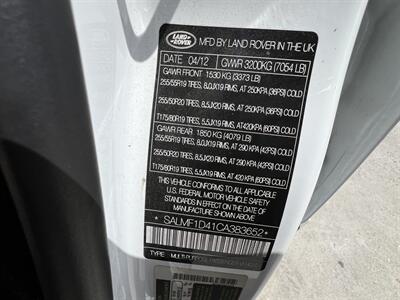 LAND
ROVER
MFD BY LAND ROVER IN THE UK
DATE 04/12 GVWR 3200KG (7054 LB)
GAWR FRONT 1530 KG (3373 LB)
255/55R19 TIRES, 8.0JX19 RIMS, AT 250KPA (36PSI) COLD
255/50R20 TIRES, 8.5JX20 RIMS, AT 250KPA (36PSI) COLD
T175/80R19 TIRES, 5.5JX19 RIMS, AT420KPA (60PSI) COLD
GAWR REAR 1850 KG (4079 LB)
255/55R19 TIRES, 8.0JX19 RIMS, AT 290 KPA (42PSI) COLD
255/50R20 TIRES, 8.5JX20 RIMS, AT 290 KPA (42PSI) COLD
T175/80R19 TIRES, 5.5JX19 RIMS, AT 420 KPA (60PSI) COLD
THIS VEHICLE CONFORMS TO ALL APPLICABLE
U.S. FEDERAL MOTOR VEHICLE SAFETY
STANDARDS IN EFFECT ON THE DATE OF
MANUFACTURE SHOWN ABOVE
* SALMF1D41CA383652 *
TYPE MULTI-PURPOSE PASSENGER